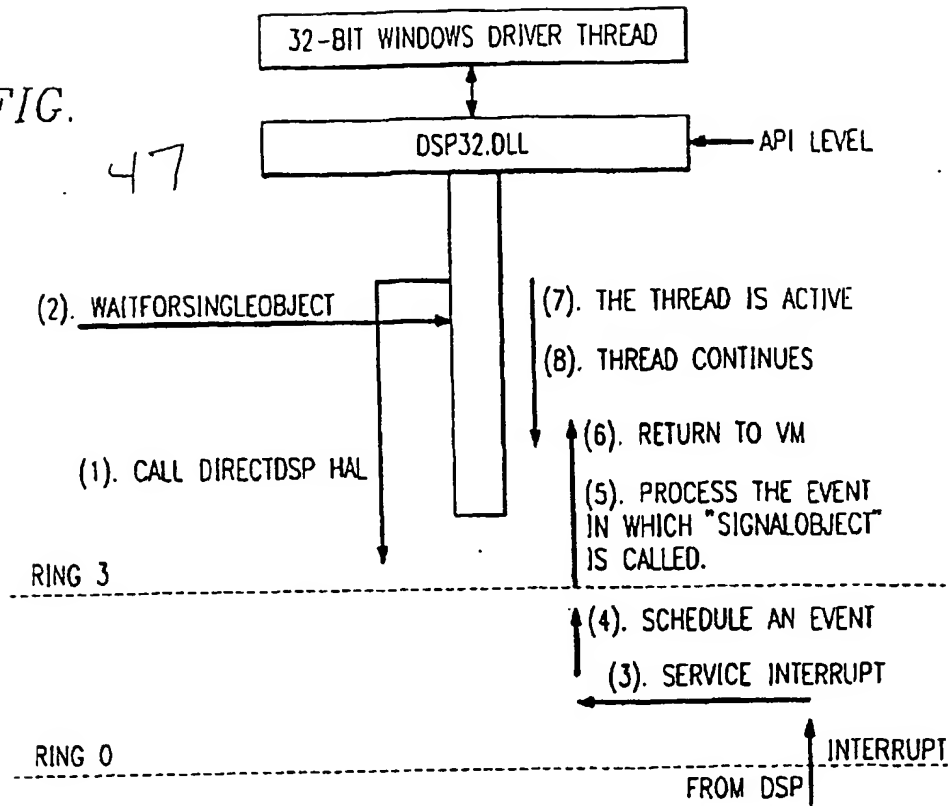 32-BIT WINDOWS DRIVER THREAD
FIG.
47
DSP32.DLL
API LEVEL
(2). WAITFORSINGLEOBJECT
(7). THE THREAD IS ACTIVE
(8). THREAD CONTINUES
(6). RETURN TO VM
(1). CALL DIRECTDSP HAL
(5). PROCESS THE EVENT
IN WHICH "SIGNALOBJECT"
IS CALLED.
RING 3
(4). SCHEDULE AN EVENT
(3). SERVICE INTERRUPT
RING 0
INTERRUPT
FROM DSP